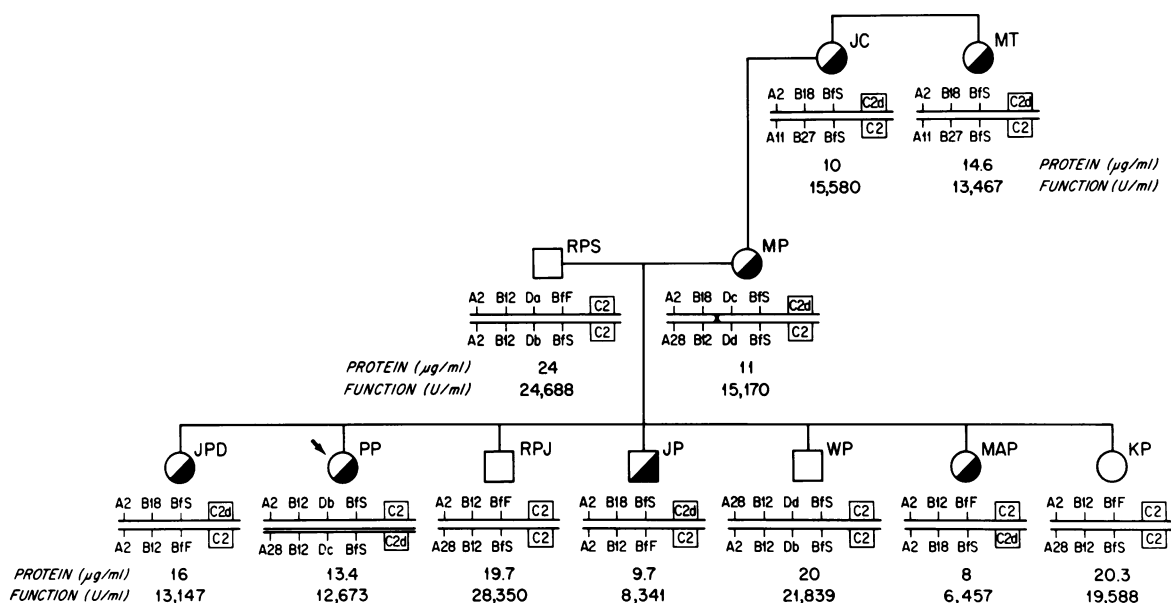 JC MT
A2 B18 BfS C2d A2 B18 BfS C2d
A11 B27 BfS C2 A11 B27 BfS C2
10 14.6 PROTEIN (µg/ml)
15,580 13,467 FUNCTION (U/ml)
RPS MP
A2 B12 Da BfF C2 A2 B18 Dc BfS C2d
A2 B12 Db BfS C2 A28 B12 Dd BfS C2
PROTEIN (µg/ml) 24 11
FUNCTION (U/ml) 24,688 15,170
JPD PP RPJ JP WP MAP KP
A2 B18 BfS C2d A2 B12 Db BfS C2 A2 B12 BfF C2 A2 B18 BfS C2d A28 B12 Dd BfS C2 A2 B12 BfF C2 A2 B12 BfF C2
A2 B12 BfF C2 A28 B12 Dc BfS C2d A28 B12 BfS C2 A2 B12 BfF C2 A2 B12 Db BfS C2 A2 B18 BfS C2d A28 B12 BfS C2
PROTEIN (µg/ml) 16 13.4 19.7 9.7 20 8 20.3
FUNCTION (U/ml) 13,147 12,673 28,350 8,341 21,839 6,457 19,588